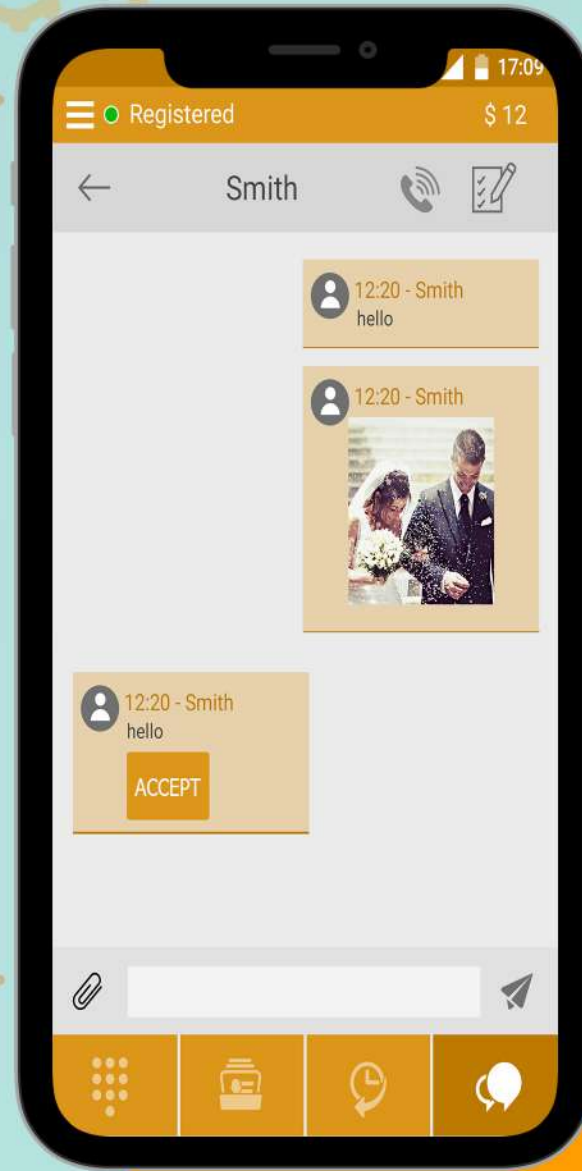 17:09
Registered
$ 12
Smith
12:20 - Smith
hello
12:20 - Smith
12:20 - Smith
hello
ACCEPT